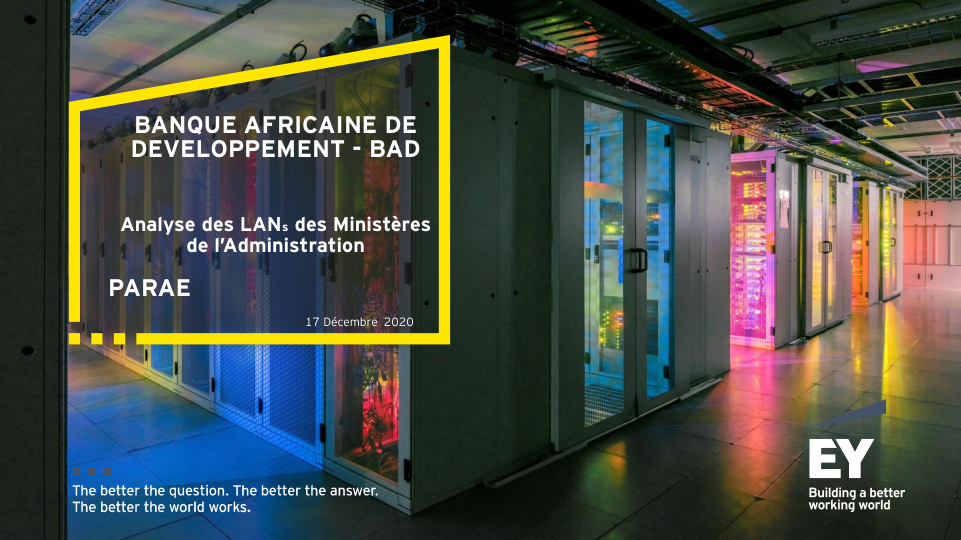 BANQUE AFRICAINE DE
DEVELOPPEMENT - BAD
Analyse des LANs des Ministères
de l'Administration
PARAE
17 Décembre 2020
The better the question. The better the answer.
The better the world works.
EY
Building a better
working world